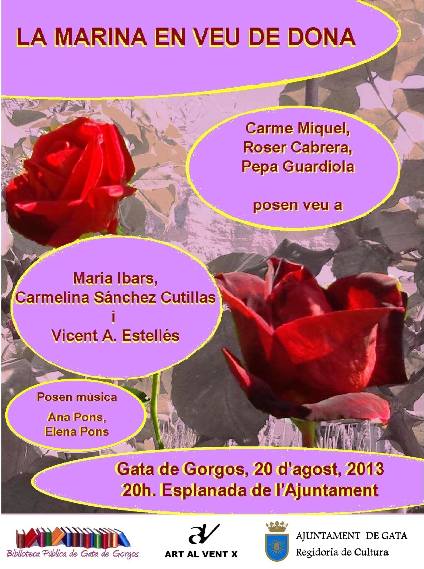 LA MARINA EN VEU DE DONA
Carme Miquel,
Roser Cabrera,
Pepa Guardiola
posen veu a
Maria Ibars,
Carmelina Sánchez Cutillas
i
Vicent A. Estellés
Posen música
Ana Pons,
Elena Pons
Gata de Gorgos, 20 d'agost, 2013
20h. Esplanada de l'Ajuntament
Biblioteca Pública de Gata de Gorgos
ART AL VENT X
AJUNTAMENT DE GATA
Regidoria de Cultura